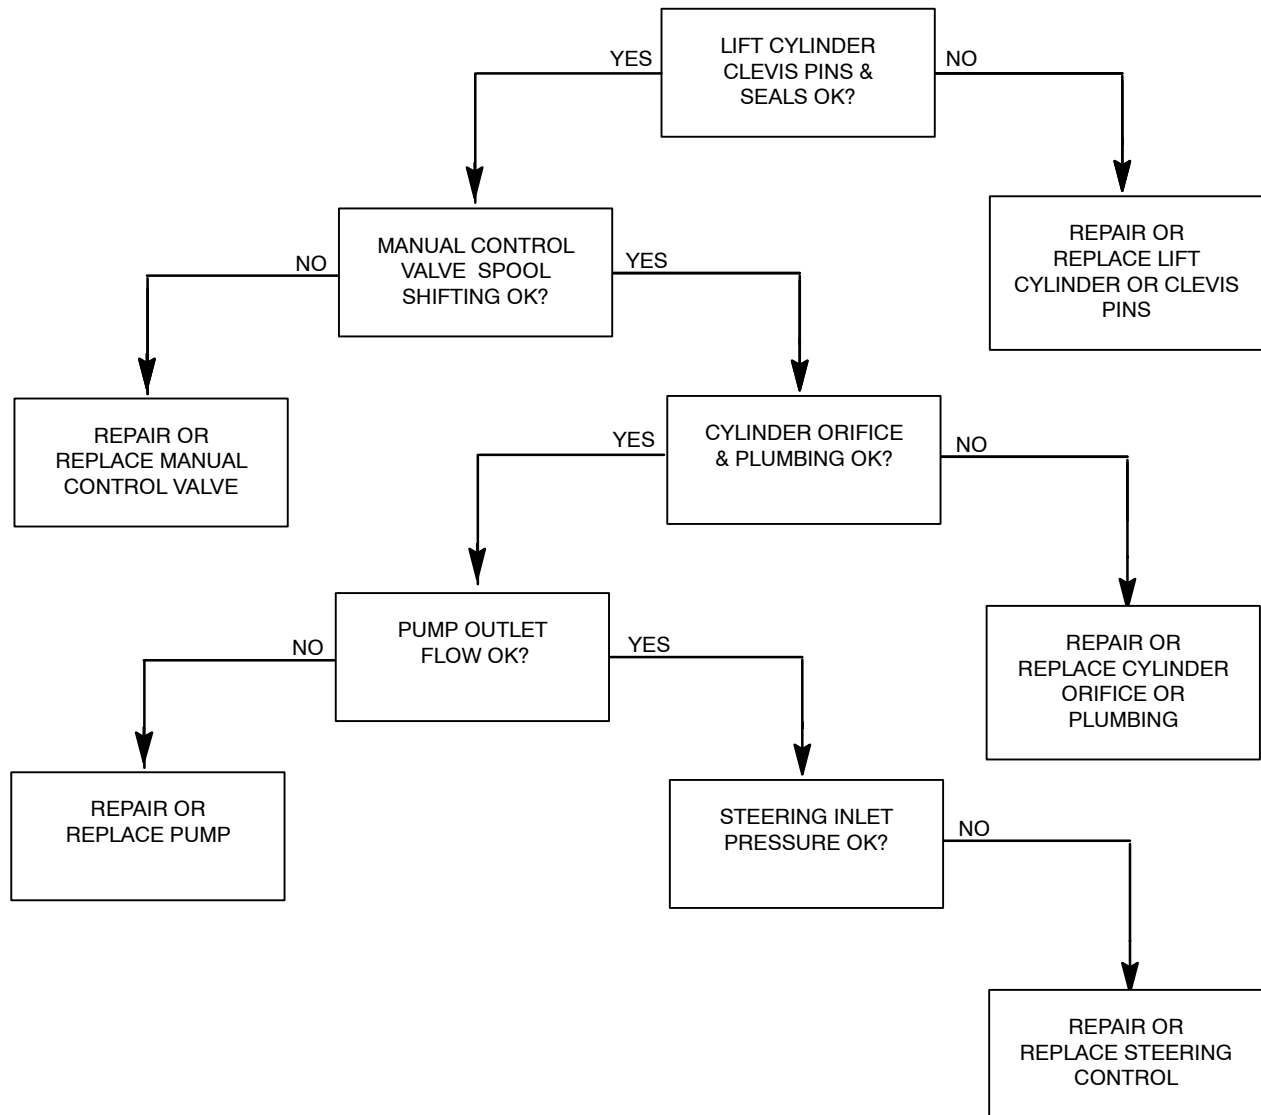 LIFT CYLINDER
CLEVIS PINS &
SEALS OK?
YES
NO
MANUAL CONTROL
VALVE SPOOL
SHIFTING OK?
NO
YES
REPAIR OR
REPLACE LIFT
CYLINDER OR CLEVIS
PINS
REPAIR OR
REPLACE MANUAL
CONTROL VALVE
CYLINDER ORIFICE
& PLUMBING OK?
YES
NO
PUMP OUTLET
FLOW OK?
NO
YES
REPAIR OR
REPLACE CYLINDER
ORIFICE OR
PLUMBING
REPAIR OR
REPLACE PUMP
STEERING INLET
PRESSURE OK?
NO
REPAIR OR
REPLACE STEERING
CONTROL